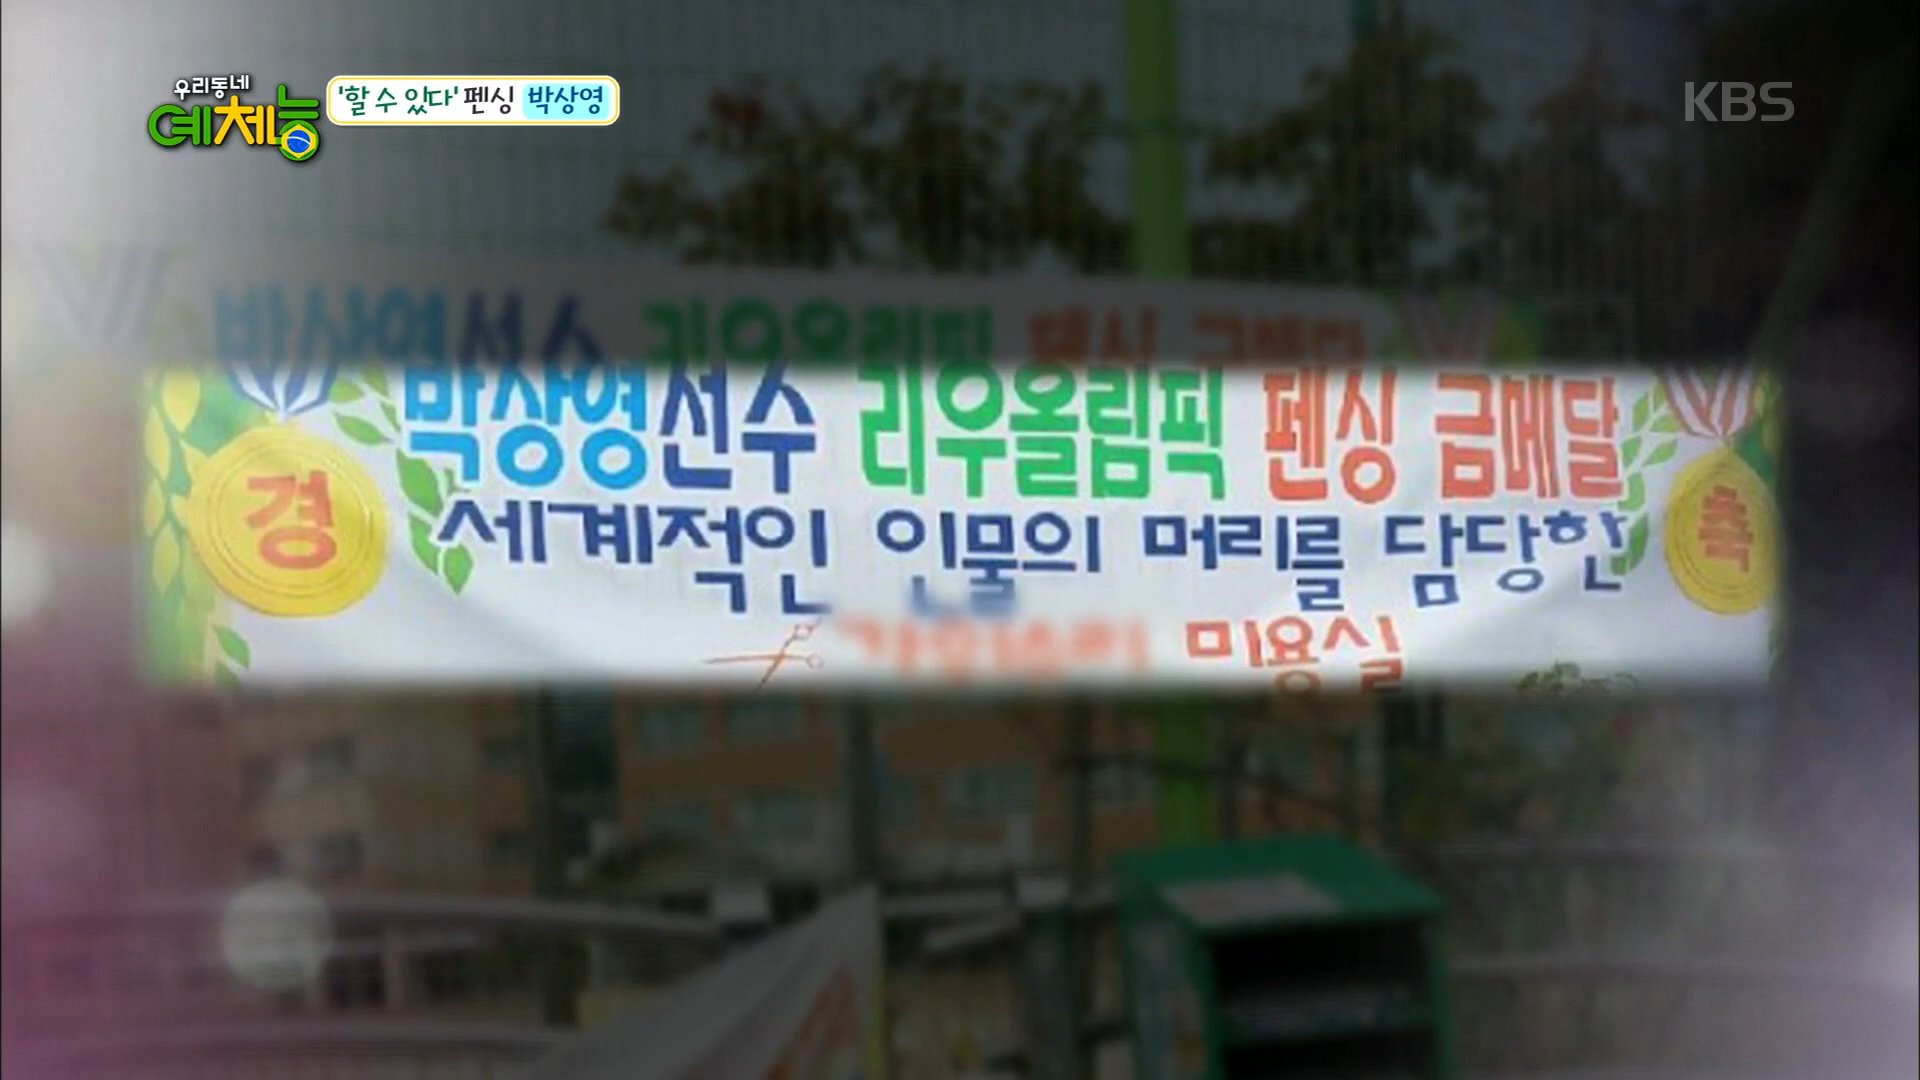 우리동네
예체능
'할 수 있다' 펜싱 박상영
KBS
박상영선수 리우올림픽 펜싱 금메달
경
축
세계적인 인물의 머리를 담당한
미용실